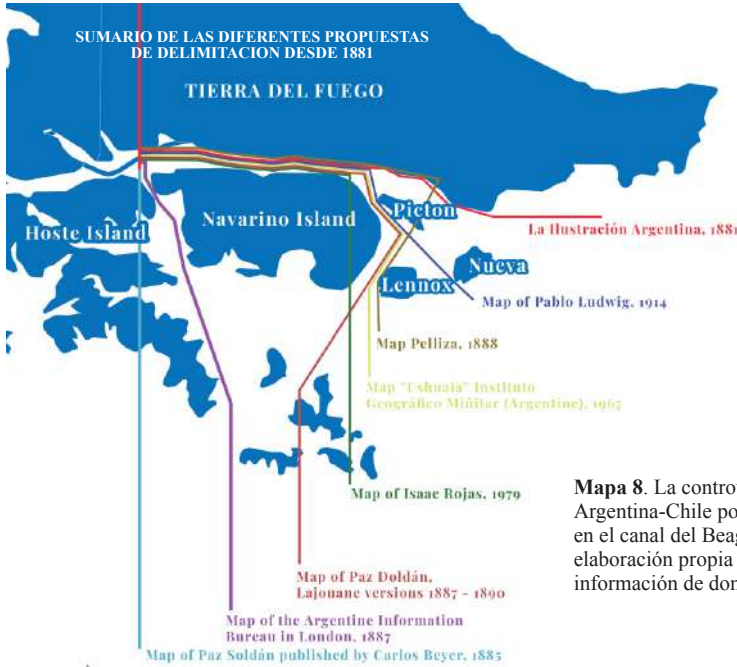 SUMARIO DE LAS DIFERENTES PROPUESTAS
DE DELIMITACION DESDE 1881
TIERRA DEL FUEGO
Hoste Island
Navarino Island
Picton
Nueva
Lennox
La Ilustración Argentina, 1881
Map of Pablo Ludwig, 1914
Map Pelliza, 1888
Map "Ushuaia" Instituto
Geográfico Miñitar (Argentine), 1967
Map of Isaac Rojas, 1979
Map of Paz Doldán,
Lajouane versions 1887 - 1890
Map of the Argentine Information
Bureau in London, 1887
Map of Paz Soldán published by Carlos Beyer, 1885
Mapa 8. La contro
Argentina-Chile po
en el canal del Beag
elaboración propia
información de don